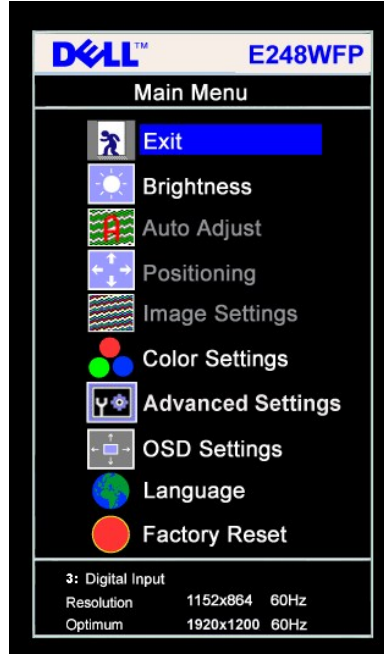 DELL™ E248WFP
Main Menu
Exit
Brightness
Auto Adjust
Positioning
Image Settings
Color Settings
Advanced Settings
OSD Settings
Language
Factory Reset
3: Digital Input
Resolution 1152x864 60Hz
Optimum 1920x1200 60Hz